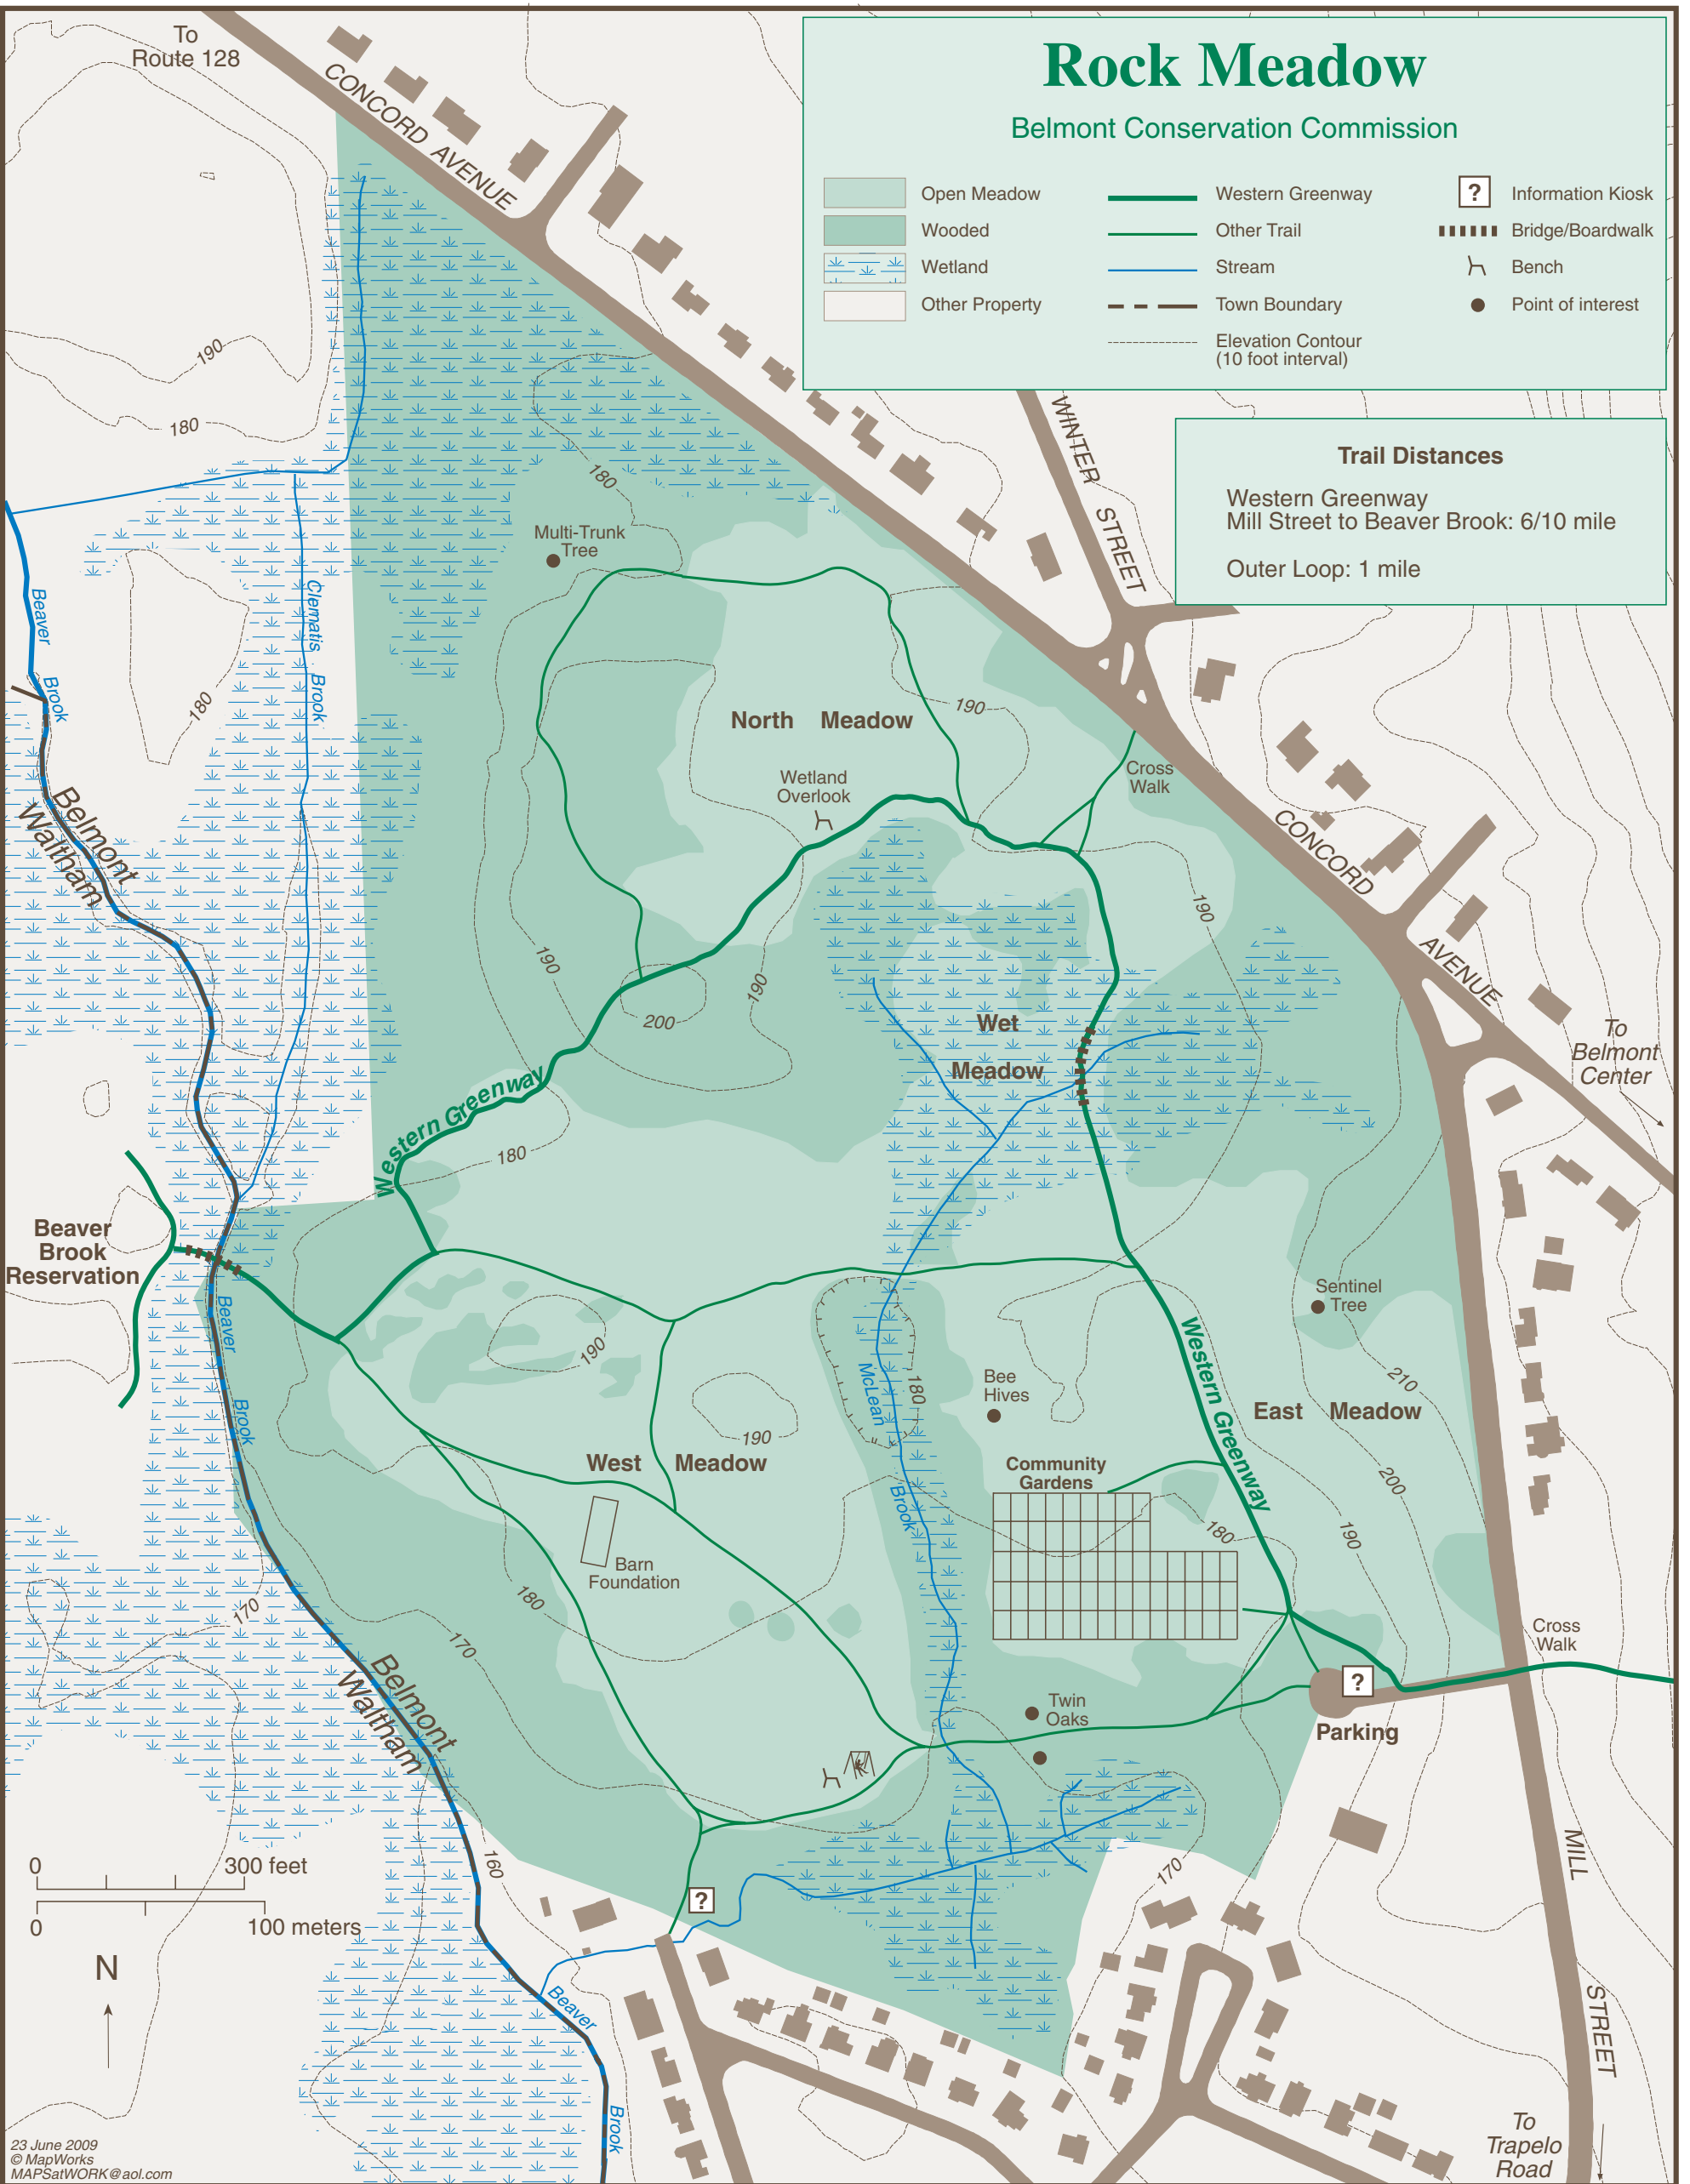 To
Route 128
CONCORD AVENUE
Rock Meadow
Belmont Conservation Commission
Open Meadow
Wooded
Wetland
Other Property
Western Greenway
Other Trail
Stream
Town Boundary
Elevation Contour
(10 foot interval)
?
Information Kiosk
Bridge/Boardwalk
Bench
Point of interest
Trail Distances
Western Greenway
Mill Street to Beaver Brook: 6/10 mile
Outer Loop: 1 mile
WINTER
STREET
190
180
180
Multi-Trunk
Tree
Beaver
Brook
Clematis
Brook
180
North Meadow
190
Wetland
Overlook
Cross
Walk
Belmont
Waltham
CONCORD
AVENUE
190
190
190
200
Wet
Meadow
To
Belmont
Center
Western Greenway
180
Beaver
Brook
Reservation
Beaver
Brook
Sentinel
Tree
190
McLean
Brook
180
Bee
Hives
Western Greenway
210
East Meadow
190
West Meadow
Community
Gardens
200
180
190
Barn
Foundation
180
170
170
Cross
Walk
?
Parking
Twin
Oaks
Belmont
Waltham
MILL
STREET
0
300 feet
0
100 meters
160
170
?
N
Beaver
Brook
To
Trapelo
Road
23 June 2009
© MapWorks
MAPSatWORK@aol.com